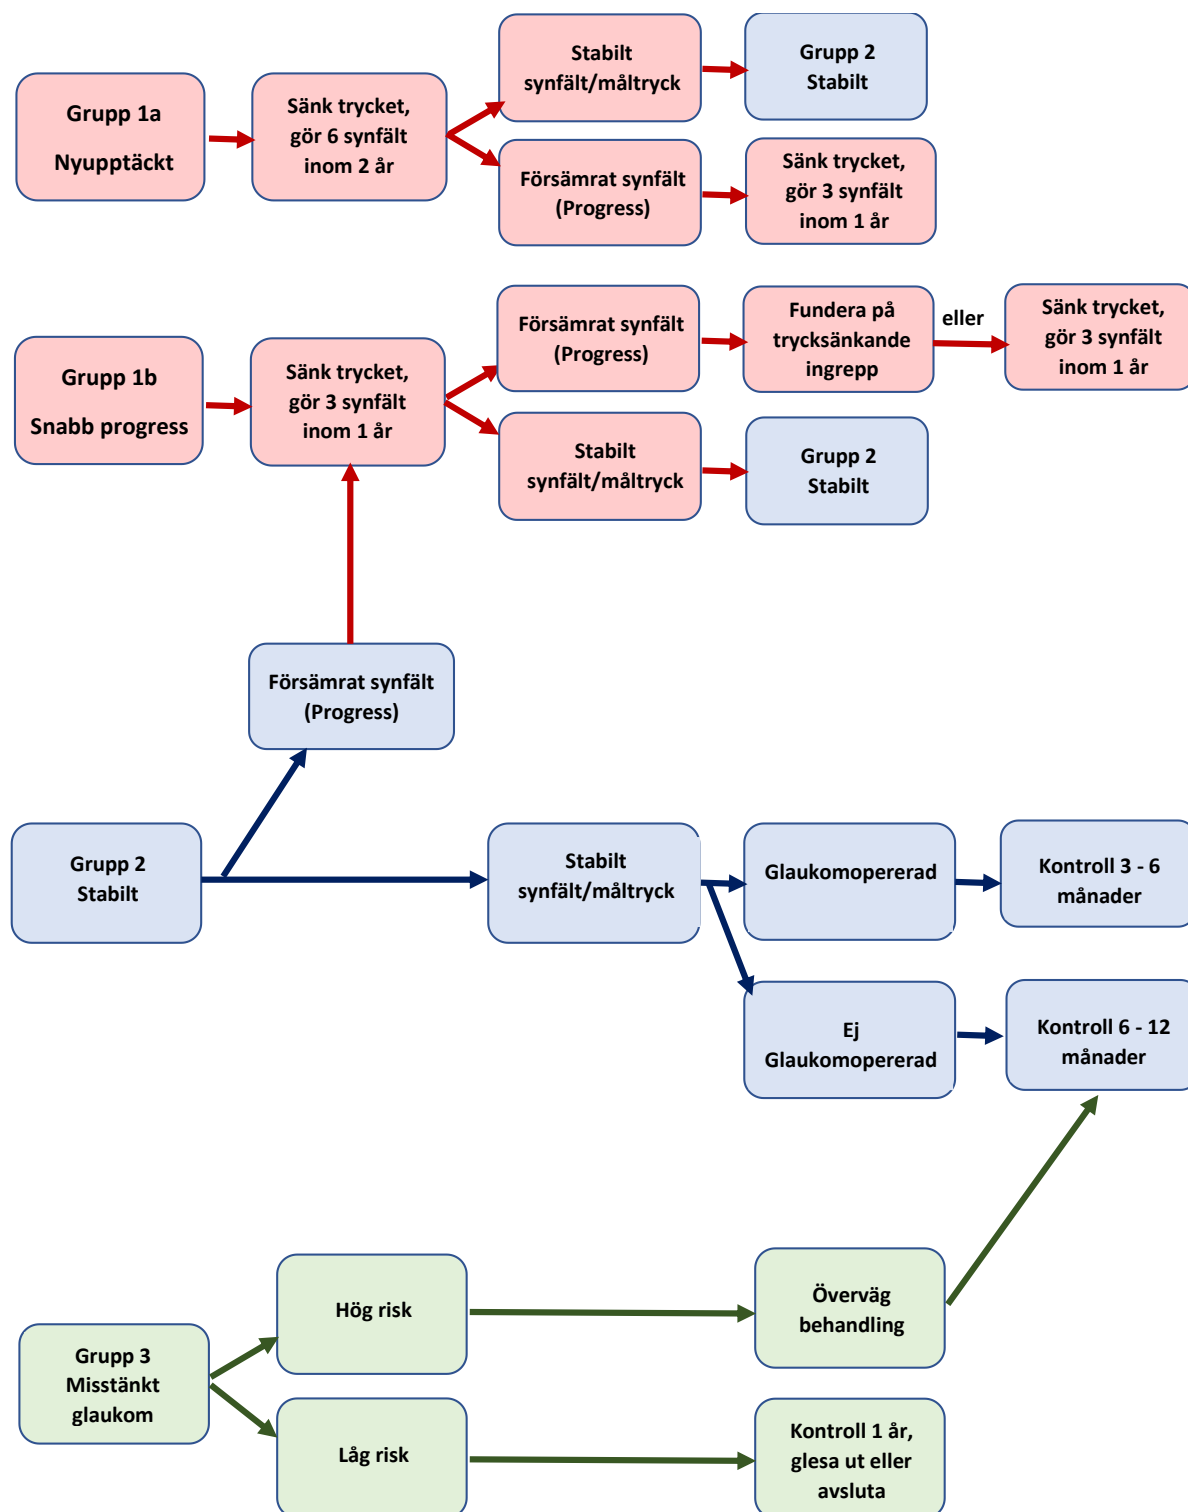 Grupp 1a
Nyupptäckt
Sänk trycket,
gör 6 synfält
inom 2 år
Stabilt
synfält/måltryck
Grupp 2
Stabilt
Försämrat synfält
(Progress)
Sänk trycket,
gör 3 synfält
inom 1 år
Grupp 1b
Snabb progress
Sänk trycket,
gör 3 synfält
inom 1 år
Försämrat synfält
(Progress)
Fundera på
trycksänkande
ingrepp
eller
Sänk trycket,
gör 3 synfält
inom 1 år
Stabilt
synfält/måltryck
Grupp 2
Stabilt
Försämrat synfält
(Progress)
Grupp 2
Stabilt
Stabilt
synfält/måltryck
Glaukomopererad
Kontroll 3 - 6
månader
Ej
Glaukomopererad
Kontroll 6 - 12
månader
Grupp 3
Misstänkt
glaukom
Hög risk
Överväg
behandling
Låg risk
Kontroll 1 år,
glesa ut eller
avsluta